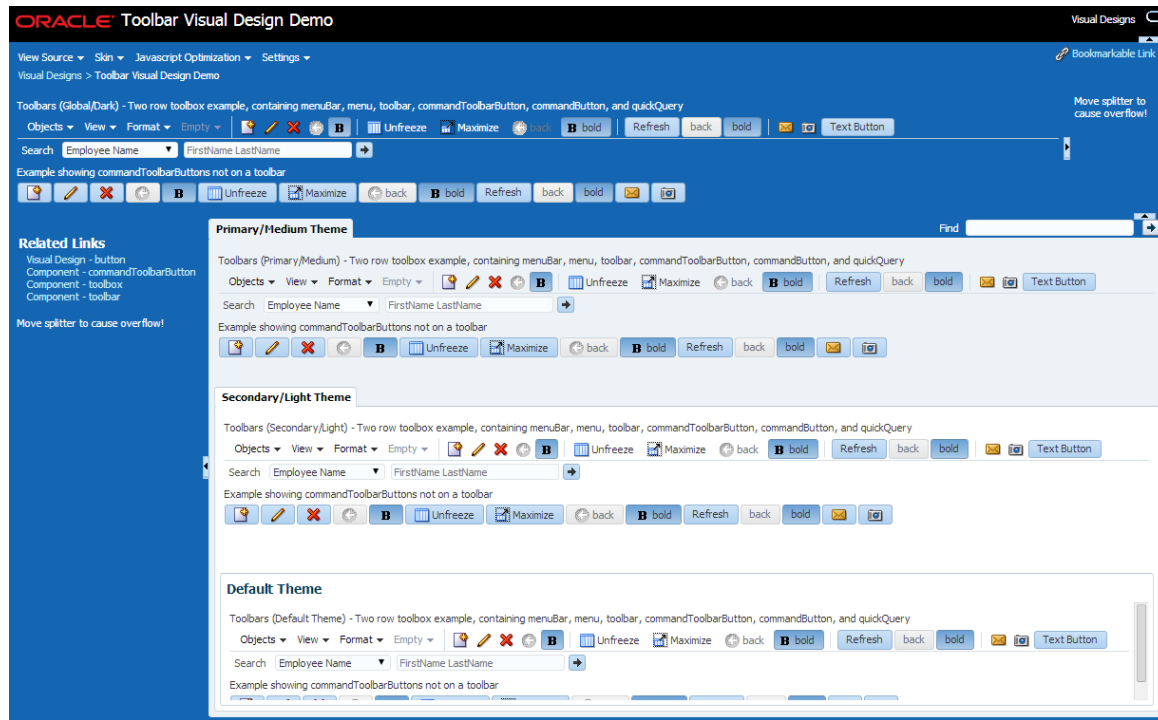 ORACLE Toolbar Visual Design Demo Visual Designs
View Source Skin Javascript Optimization Settings Bookmarkable Link
Visual Designs > Toolbar Visual Design Demo
Toolbars (Global/Dark) - Two row toolbox example, containing menuBar, menu, toolbar, commandToolbarButton, commandButton, and quickQuery
Move splitter to
cause overflow!
Objects View Format Empty B Unfreeze Maximize back B bold Refresh back bold Text Button
Search Employee Name FirstName LastName
Example showing commandToolbarButtons not on a toolbar
B Unfreeze Maximize back B bold Refresh back bold
Related Links
Visual Design - button
Component - commandToolbarButton
Component - toolbox
Component - toolbar
Move splitter to cause overflow!
Primary/Medium Theme Find
Toolbars (Primary/Medium) - Two row toolbox example, containing menuBar, menu, toolbar, commandToolbarButton, commandButton, and quickQuery
Objects View Format Empty B Unfreeze Maximize back B bold Refresh back bold Text Button
Search Employee Name FirstName LastName
Example showing commandToolbarButtons not on a toolbar
B Unfreeze Maximize back B bold Refresh back bold
Secondary/Light Theme
Toolbars (Secondary/Light) - Two row toolbox example, containing menuBar, menu, toolbar, commandToolbarButton, commandButton, and quickQuery
Objects View Format Empty B Unfreeze Maximize back B bold Refresh back bold Text Button
Search Employee Name FirstName LastName
Example showing commandToolbarButtons not on a toolbar
B Unfreeze Maximize back B bold Refresh back bold
Default Theme
Toolbars (Default Theme) - Two row toolbox example, containing menuBar, menu, toolbar, commandToolbarButton, commandButton, and quickQuery
Objects View Format Empty B Unfreeze Maximize back B bold Refresh back bold Text Button
Search Employee Name FirstName LastName
Example showing commandToolbarButtons not on a toolbar